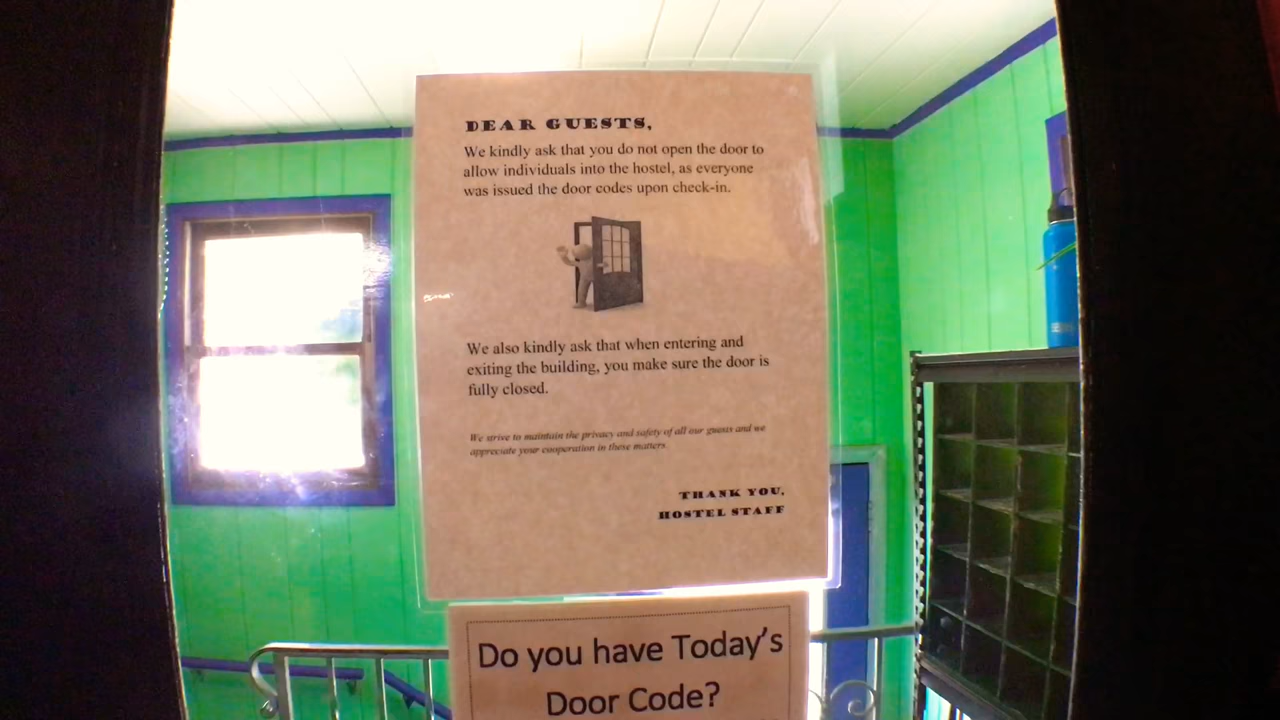 DEAR GUESTS,
We kindly ask that you do not open the door to
allow individuals into the hostel, as everyone
was issued the door codes upon check-in.
We also kindly ask that when entering and
exiting the building, you make sure the door is
fully closed.
We strive to maintain the privacy and safety of all our guests and we
appreciate your cooperation in these matters.
THANK YOU,
HOSTEL STAFF
Do you have Today's
Door Code?